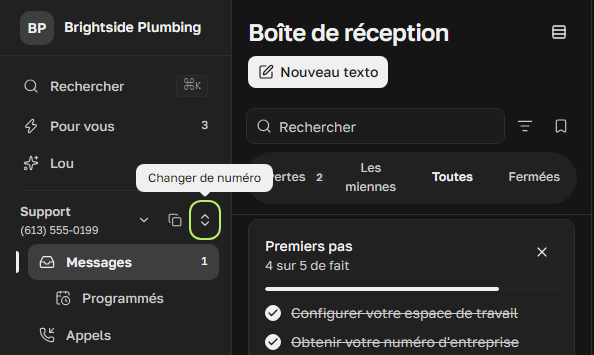 BP
Brightside Plumbing
Rechercher
⌘K
Pour vous
3
Lou
Changer de numéro
Support
(613) 555-0199
Messages
1
Programmés
Appels
Boîte de réception
Nouveau texto
Rechercher
ertes 2
Les miennes
Toutes
Fermées
Premiers pas
4 sur 5 de fait
Configurer votre espace de travail
Obtenir votre numéro d'entreprise